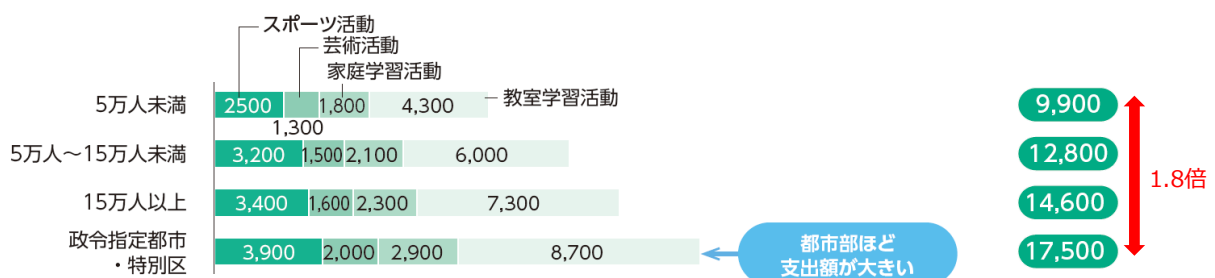 スポーツ活動
芸術活動
家庭学習活動
教室学習活動
5万人未満 2500 1,800 4,300 9,900
1,300
5万人～15万人未満 3,200 1,500 2,100 6,000 12,800
1.8倍
15万人以上 3,400 1,600 2,300 7,300 14,600
政令指定都市
・特別区 3,900 2,000 2,900 8,700 17,500
都市部ほど
支出額が大きい